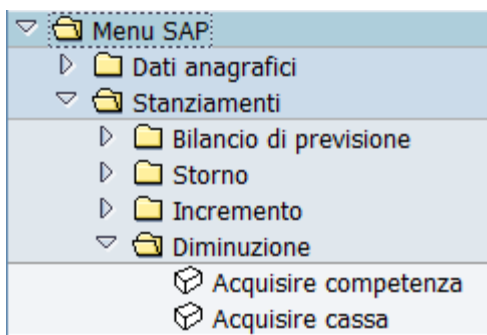 Menu SAP
Dati anagrafici
Stanziamenti
Bilancio di previsione
Storno
Incremento
Diminuzione
Acquisire competenza
Acquisire cassa